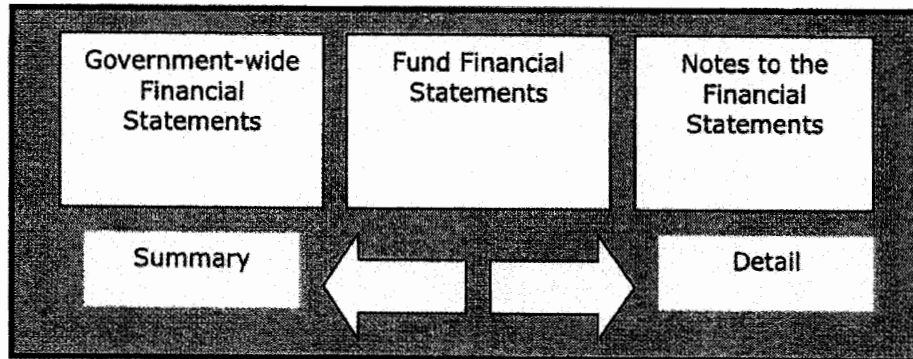 Government-wide
Financial
Statements
Fund Financial
Statements
Notes to the
Financial
Statements
Summary
Detail